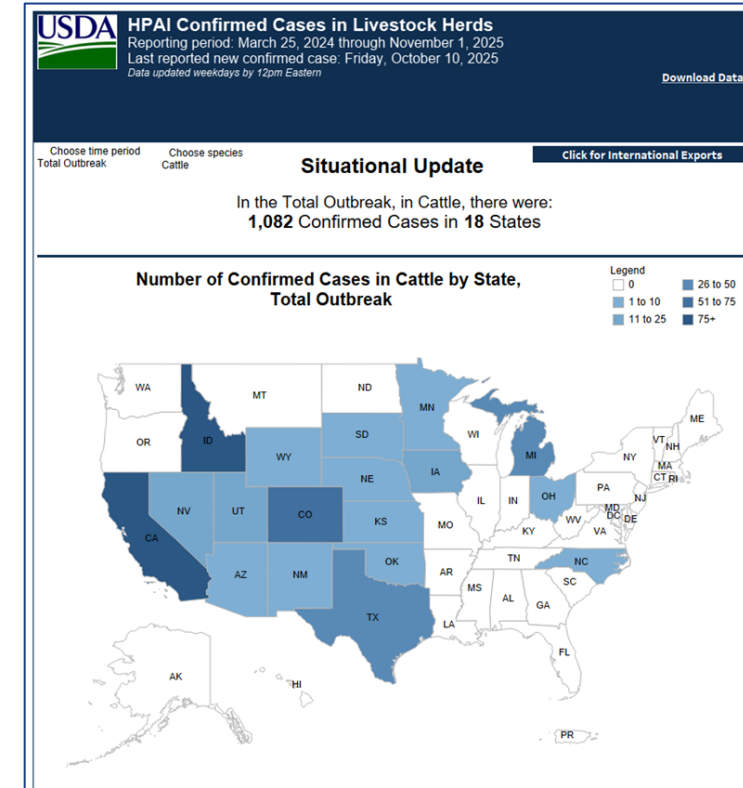 USDA
HPAI Confirmed Cases in Livestock Herds
Reporting period: March 25, 2024 through November 1, 2025
Last reported new confirmed case: Friday, October 10, 2025
Data updated weekdays by 12pm Eastern
Download Data
Choose time period
Total Outbreak
Choose species
Cattle
Situational Update
Click for International Exports
In the Total Outbreak, in Cattle, there were:
1,082 Confirmed Cases in 18 States
Number of Confirmed Cases in Cattle by State,
Total Outbreak
Legend
0
26 to 50
1 to 10
51 to 75
11 to 25
75+
WA
MT
ND
MN
ME
OR
ID
SD
WI
MI
VT
NH
NY
WY
MA
CT
RI
NE
IA
PA
NJ
NV
UT
CO
IL
IN
OH
MD
DC
DE
KS
MO
KY
WV
VA
CA
AZ
NM
OK
AR
TN
NC
SC
TX
MS
AL
GA
LA
FL
AK
HI
PR